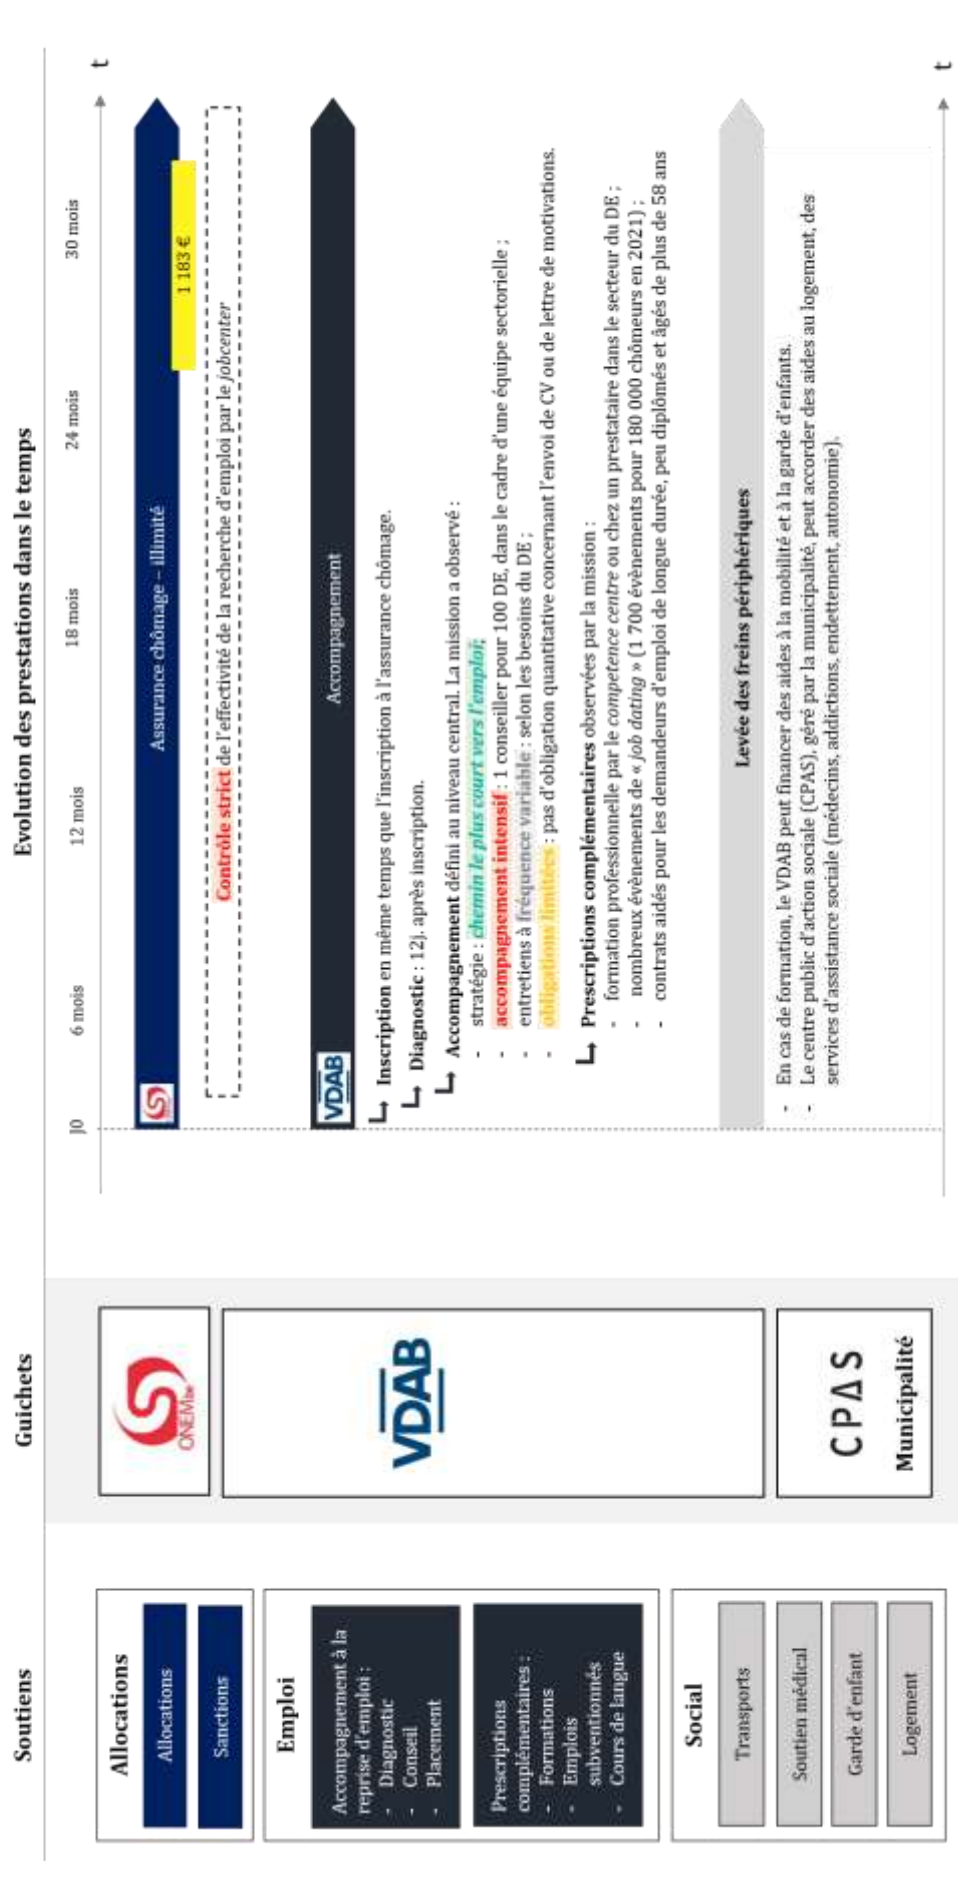 Soutiens
Guichets
Evolution des prestations dans le temps
Allocations
Allocations
Sanctions
Emploi
Accompagnement à la
reprise d'emploi :
- Diagnostic
- Conseil
- Placement
Prescriptions
complémentaires :
- Formations
- Emplois
subventionnés
- Cours de langue
Social
Transports
Soutien médical
Garde d'enfant
Logement
ONEM.be
VDAB
CPAS
Municipalité
J0
6 mois
12 mois
18 mois
24 mois
30 mois
t
Assurance chômage – illimité
1 183 €
Contrôle strict de l'effectivité de la recherche d'emploi par le jobcenter
VDAB
Accompagnement
Inscription en même temps que l'inscription à l'assurance chômage.
Diagnostic : 12j. après inscription.
Accompagnement défini au niveau central. La mission a observé :
- stratégie : chemin le plus court vers l'emploi;
- accompagnement intensif : 1 conseiller pour 100 DE, dans le cadre d'une équipe sectorielle ;
- entretiens à fréquence variable : selon les besoins du DE ;
- obligations limitées : pas d'obligation quantitative concernant l'envoi de CV ou de lettre de motivations.
Prescriptions complémentaires observées par la mission :
- formation professionnelle par le competence centre ou chez un prestataire dans le secteur du DE ;
- nombreux évènements de « job dating » (1 700 évènements pour 180 000 chômeurs en 2021) ;
- contrats aidés pour les demandeurs d'emploi de longue durée, peu diplômés et âgés de plus de 58 ans
Levée des freins périphériques
- En cas de formation, le VDAB peut financer des aides à la mobilité et à la garde d'enfants.
- Le centre public d'action sociale (CPAS), géré par la municipalité, peut accorder des aides au logement, des
services d'assistance sociale (médecins, addictions, endettement, autonomie).
t